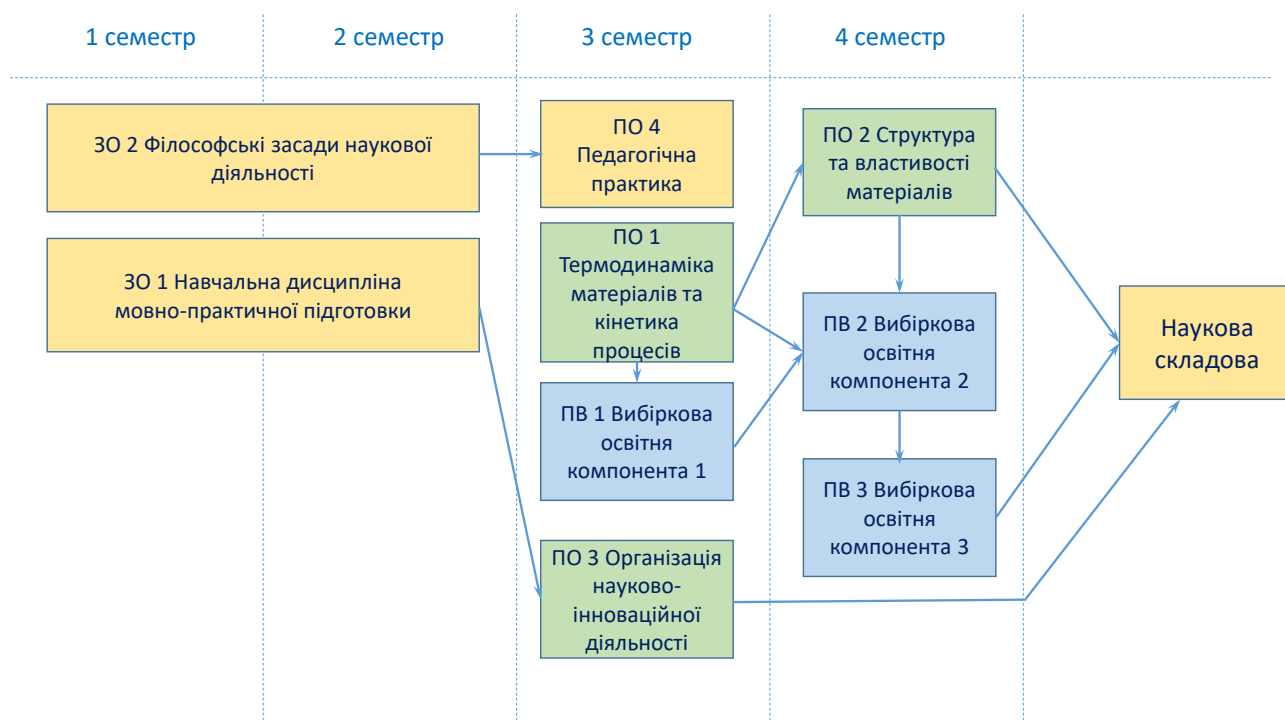 1 семестр
2 семестр
3 семестр
4 семестр
ЗО 2 Філософські засади наукової
діяльності
ПО 4
Педагогічна
практика
ПО 2 Структура
та властивості
матеріалів
ЗО 1 Навчальна дисципліна
мовно-практичної підготовки
ПО 1
Термодинаміка
матеріалів та
кінетика
процесів
ПВ 2 Вибіркова
освітня
компонента 2
Наукова
складова
ПВ 1 Вибіркова
освітня
компонента 1
ПВ 3 Вибіркова
освітня
компонента 3
ПО 3 Організація
науково-
інноваційної
діяльності